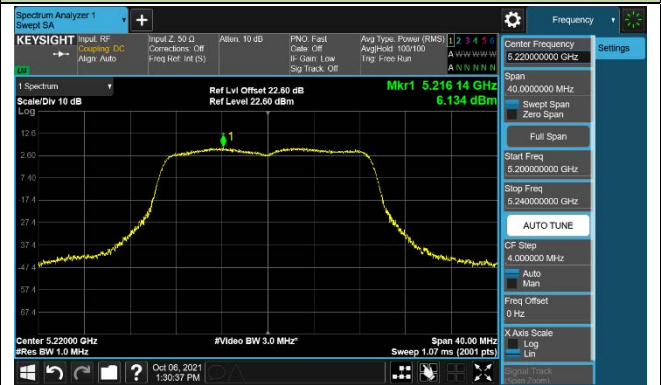 Spectrum Analyzer 1
Swept SA
Frequency
KEYSIGHT
Input: RF
Coupling: DC
Align: Auto
Input Z: 50 Ω
Corrections: Off
Freq Ref: Int (S)
Atten: 10 dB
PNO: Fast
Gate: Off
IF Gain: Low
Sig Track: Off
Avg Type: Power (RMS)
Avg|Hold: 100/100
Trig: Free Run
1 2 3 4 5 6
A W W W W W
A N N N N N
1 Spectrum
Scale/Div 10 dB
Log
Ref Lvl Offset 22.60 dB
Ref Level 22.60 dBm
Mkr1 5.216 14 GHz
6.134 dBm
1
12.6
2.60
-7.40
-17.4
-27.4
-37.4
-47.4
-57.4
-67.4
Center 5.22000 GHz
#Res BW 1.0 MHz
#Video BW 3.0 MHz*
Span 40.00 MHz
Sweep 1.07 ms (2001 pts)
Center Frequency
5.220000000 GHz
Settings
Span
40.0000000 MHz
Swept Span
Zero Span
Full Span
Start Freq
5.200000000 GHz
Stop Freq
5.240000000 GHz
AUTO TUNE
CF Step
4.000000 MHz
Auto
Man
Freq Offset
0 Hz
X Axis Scale
Log
Lin
Signal Track
(Span Zoom)
Oct 06, 2021
1:30:37 PM